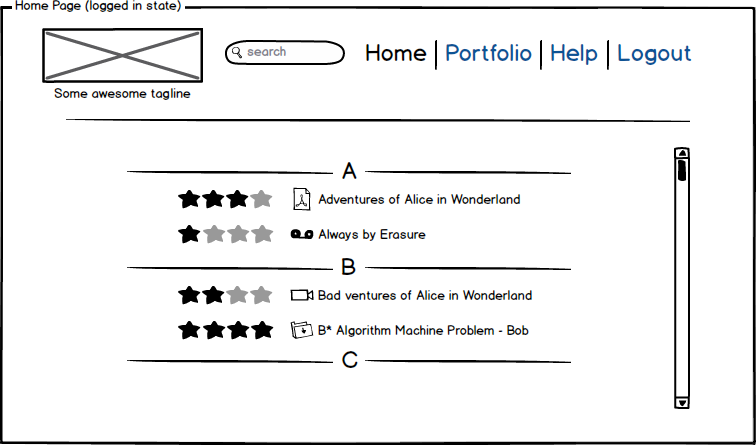 Home Page (logged in state)
search
Home | Portfolio | Help | Logout
Some awesome tagline
A
Adventures of Alice in Wonderland
Always by Erasure
B
Bad ventures of Alice in Wonderland
B* Algorithm Machine Problem - Bob
C